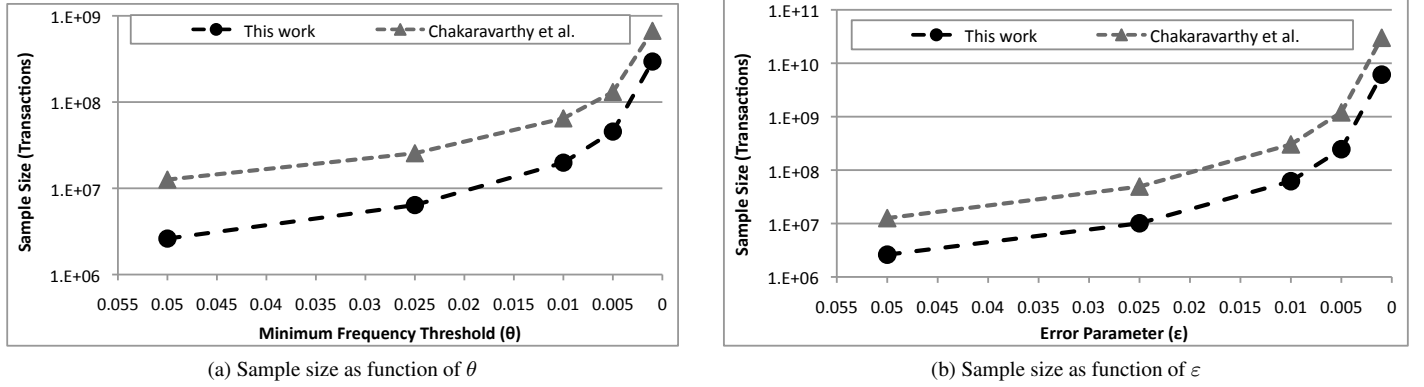 This work
Chakaravarthy et al.
Sample Size (Transactions)
1.E+09
1.E+08
1.E+07
1.E+06
0.055 0.05 0.045 0.04 0.035 0.03 0.025 0.02 0.015 0.01 0.005 0
Minimum Frequency Threshold (θ)
(a) Sample size as function of θ
This work
Chakaravarthy et al.
Sample Size (Transactions)
1.E+11
1.E+10
1.E+09
1.E+08
1.E+07
1.E+06
0.055 0.05 0.045 0.04 0.035 0.03 0.025 0.02 0.015 0.01 0.005 0
Error Parameter (ε)
(b) Sample size as function of ε